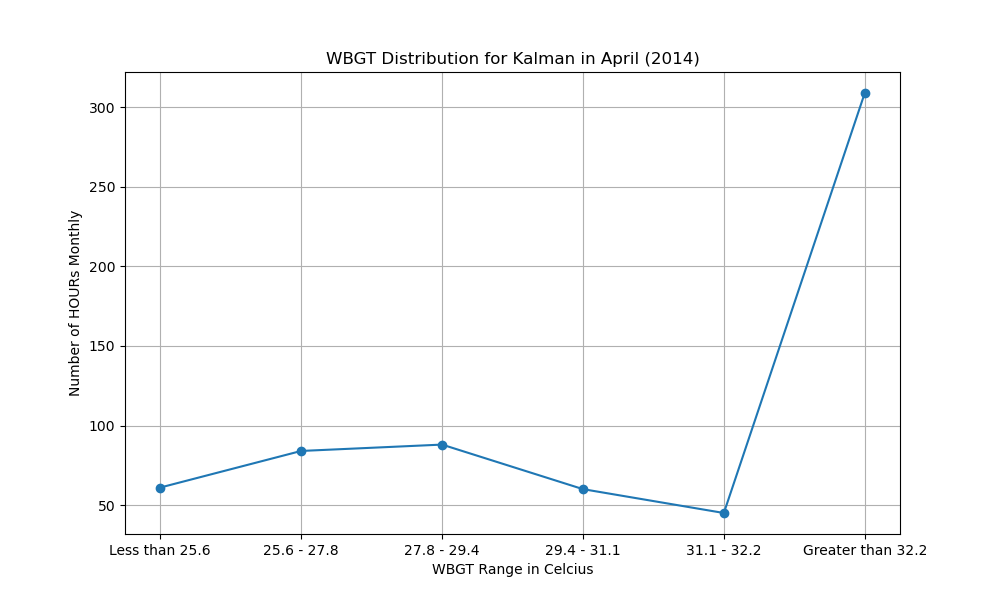 WBGT Distribution for Kalman in April (2014)
Number of HOURs Monthly
300
250
200
150
100
50
Less than 25.6
25.6 - 27.8
27.8 - 29.4
29.4 - 31.1
31.1 - 32.2
Greater than 32.2
WBGT Range in Celcius